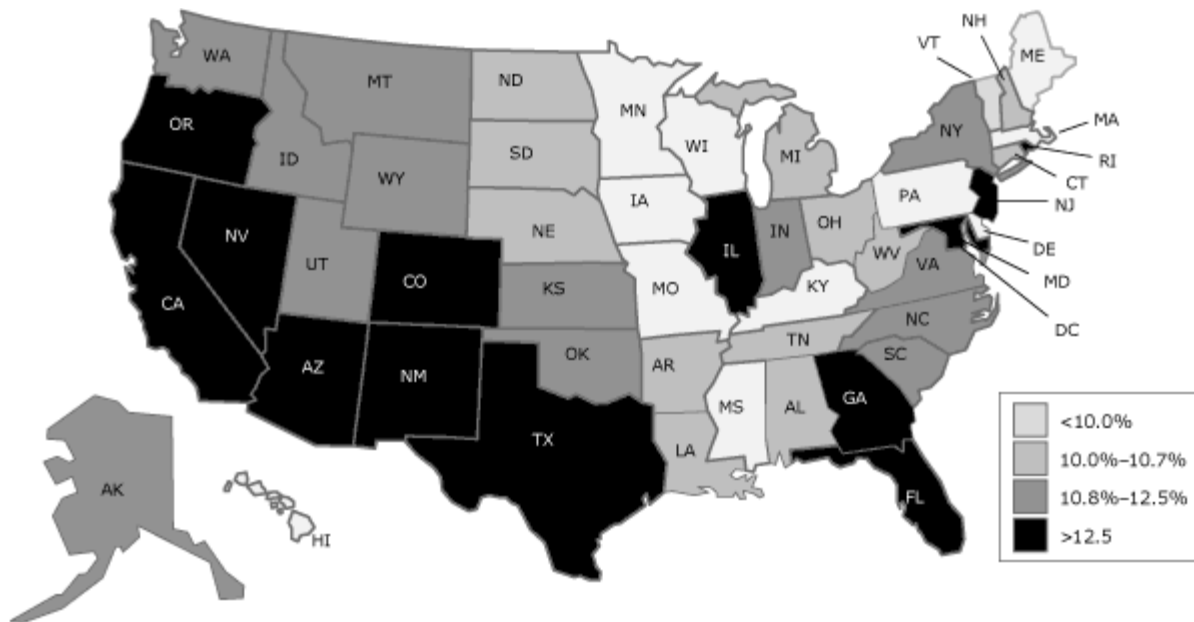 NH
VT
ME
WA
MT
ND
MN
OR
ID
SD
WI
MI
NY
MA
RI
CT
WY
IA
PA
NJ
NE
NV
UT
CO
IL
IN
OH
WV
VA
DE
MD
DC
CA
KS
MO
KY
NC
TN
AZ
NM
OK
AR
SC
MS
AL
GA
TX
LA
FL
AK
HI
<10.0%
10.0%–10.7%
10.8%–12.5%
>12.5